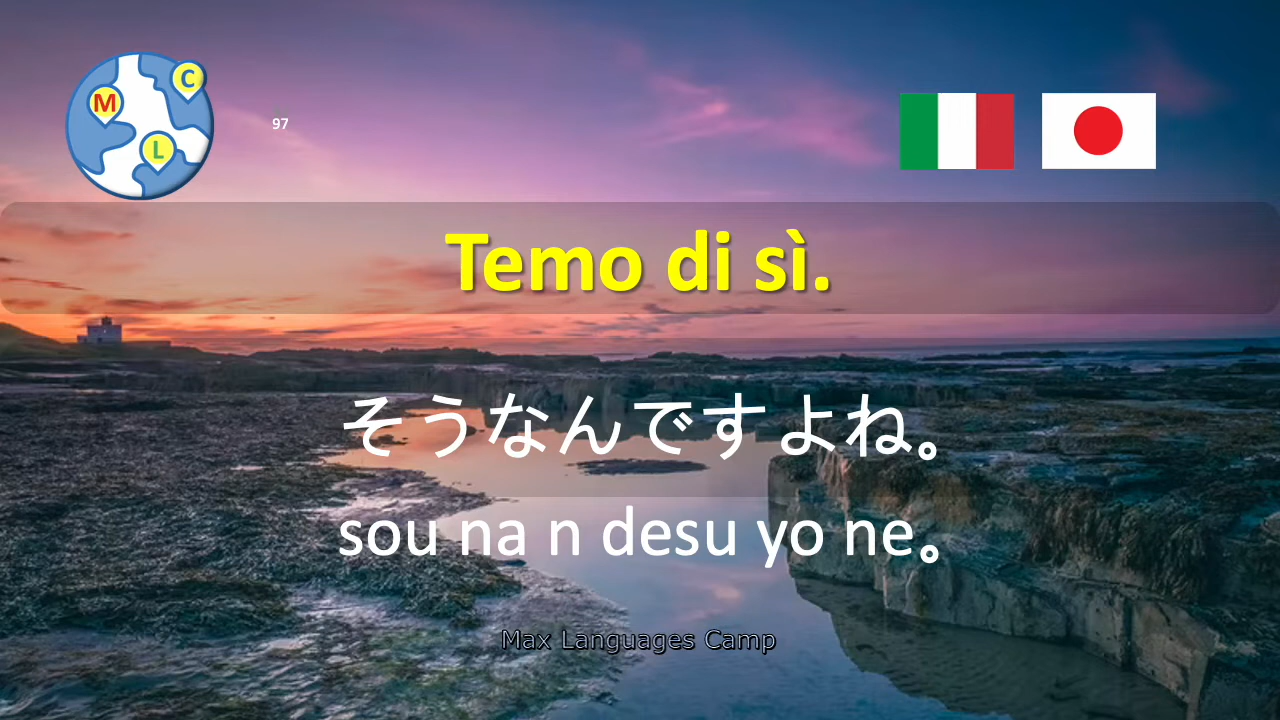 M
C
L
97
Temo di sì.
そうなんですよね。
sou na n desu yo ne。
Max Languages Camp